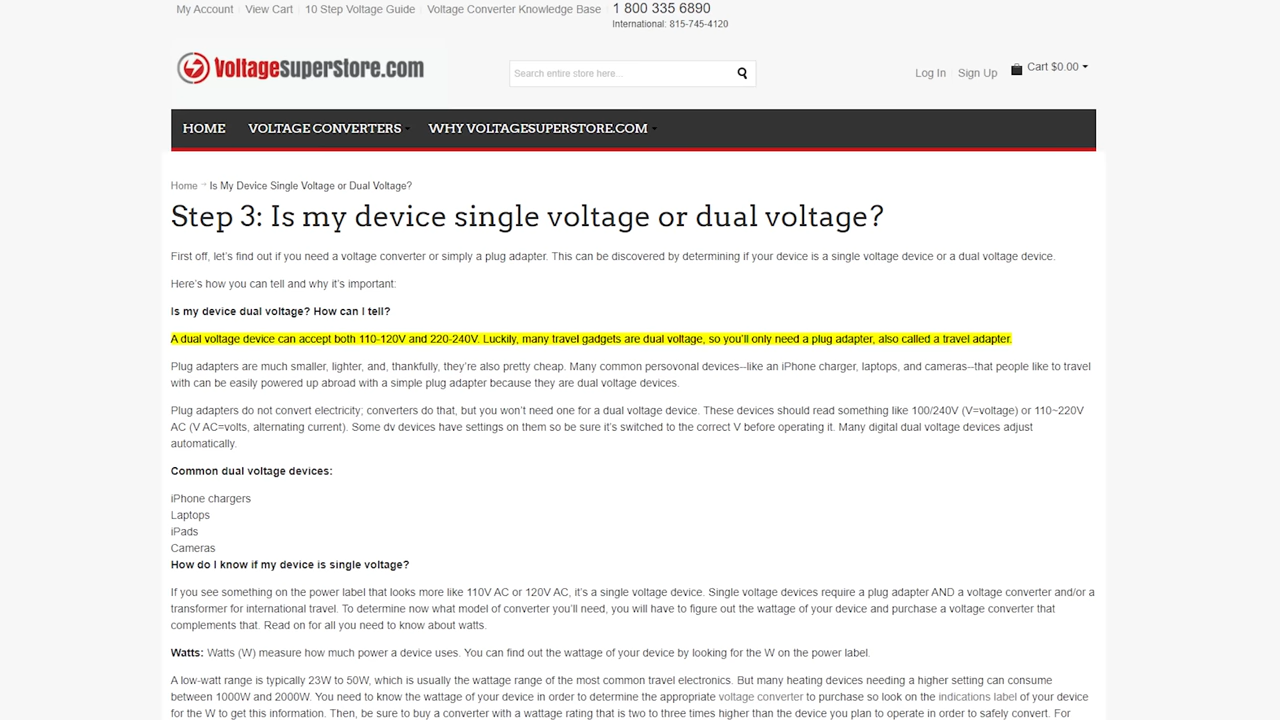 My Account View Cart 10 Step Voltage Guide Voltage Converter Knowledge Base 1 800 335 6890
International: 815-745-4120
VoltageSuperstore.com
Search entire store here...
Log In Sign Up Cart $0.00
HOME VOLTAGE CONVERTERS WHY VOLTAGESUPERSTORE.COM
Home Is My Device Single Voltage or Dual Voltage?
Step 3: Is my device single voltage or dual voltage?
First off, let's find out if you need a voltage converter or simply a plug adapter. This can be discovered by determining if your device is a single voltage device or a dual voltage device.
Here's how you can tell and why it's important:
Is my device dual voltage? How can I tell?
A dual voltage device can accept both 110-120V and 220-240V. Luckily, many travel gadgets are dual voltage, so you'll only need a plug adapter, also called a travel adapter.
Plug adapters are much smaller, lighter, and, thankfully, they're also pretty cheap. Many common persovonal devices--like an iPhone charger, laptops, and cameras--that people like to travel
with can be easily powered up abroad with a simple plug adapter because they are dual voltage devices.
Plug adapters do not convert electricity; converters do that, but you won't need one for a dual voltage device. These devices should read something like 100/240V (V=voltage) or 110~220V
AC (V AC=volts, alternating current). Some dv devices have settings on them so be sure it's switched to the correct V before operating it. Many digital dual voltage devices adjust
automatically.
Common dual voltage devices:
iPhone chargers
Laptops
iPads
Cameras
How do I know if my device is single voltage?
If you see something on the power label that looks more like 110V AC or 120V AC, it's a single voltage device. Single voltage devices require a plug adapter AND a voltage converter and/or a
transformer for international travel. To determine now what model of converter you'll need, you will have to figure out the wattage of your device and purchase a voltage converter that
complements that. Read on for all you need to know about watts.
Watts: Watts (W) measure how much power a device uses. You can find out the wattage of your device by looking for the W on the power label.
A low-watt range is typically 23W to 50W, which is usually the wattage range of the most common travel electronics. But many heating devices needing a higher setting can consume
between 1000W and 2000W. You need to know the wattage of your device in order to determine the appropriate voltage converter to purchase so look on the indications label of your device
for the W to get this information. Then, be sure to buy a converter with a wattage rating that is two to three times higher than the device you plan to operate in order to safely convert. For